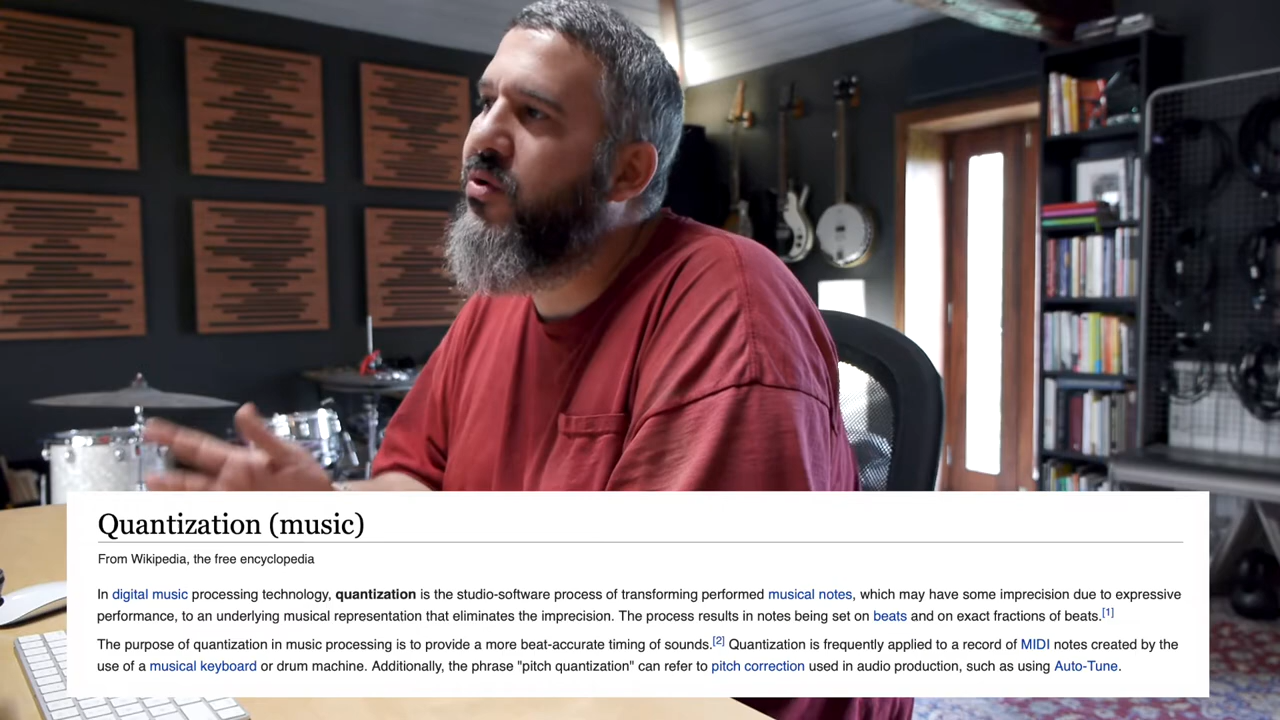 Quantization (music)
From Wikipedia, the free encyclopedia
In digital music processing technology, quantization is the studio-software process of transforming performed musical notes, which may have some imprecision due to expressive
performance, to an underlying musical representation that eliminates the imprecision. The process results in notes being set on beats and on exact fractions of beats.[1]
The purpose of quantization in music processing is to provide a more beat-accurate timing of sounds.[2] Quantization is frequently applied to a record of MIDI notes created by the
use of a musical keyboard or drum machine. Additionally, the phrase "pitch quantization" can refer to pitch correction used in audio production, such as using Auto-Tune.